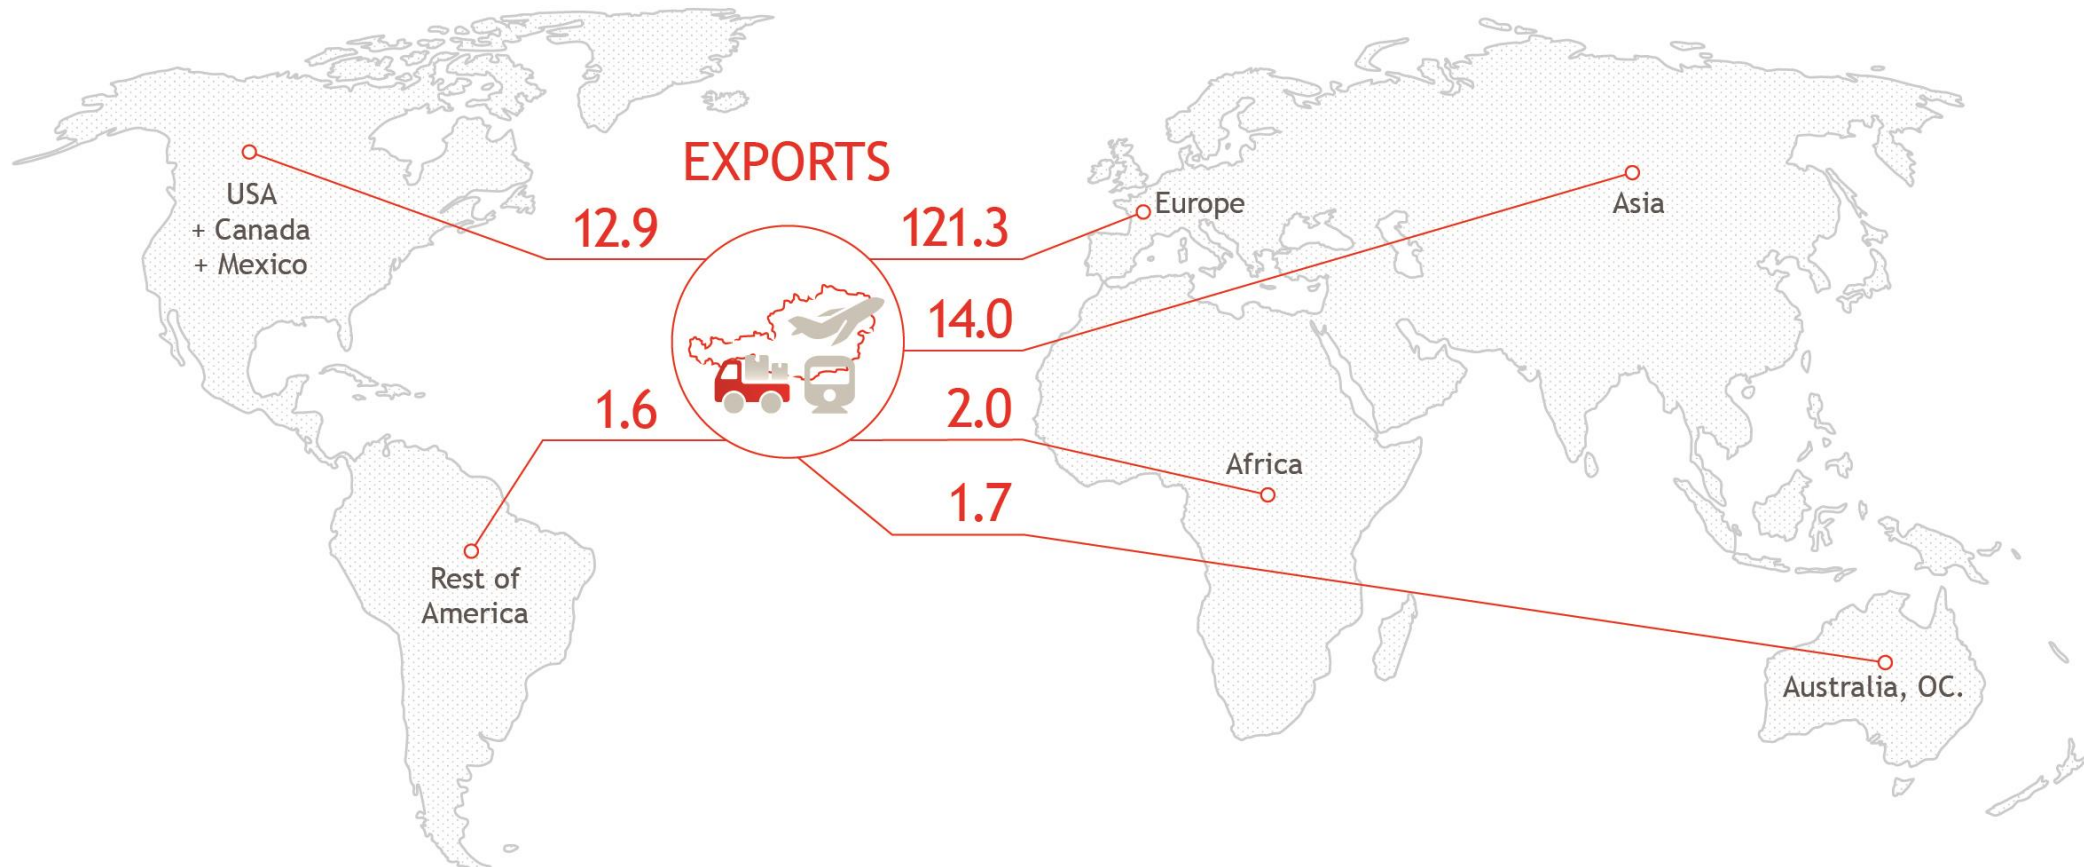 EXPORTS
USA
+ Canada
+ Mexico
12.9
121.3
Europe
Asia
14.0
1.6
2.0
Africa
1.7
Rest of
America
Australia, OC.